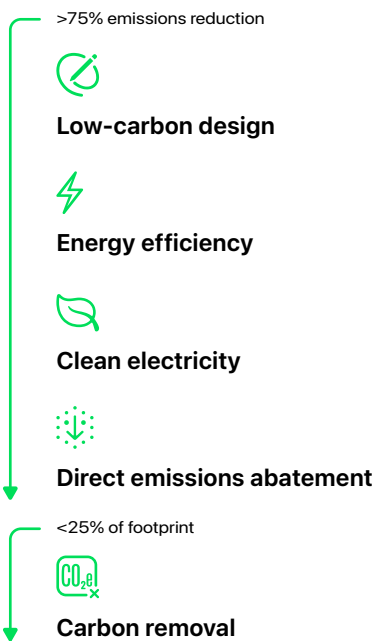 >75% emissions reduction
Low-carbon design
Energy efficiency
Clean electricity
Direct emissions abatement
<25% of footprint
CO₂e
Carbon removal